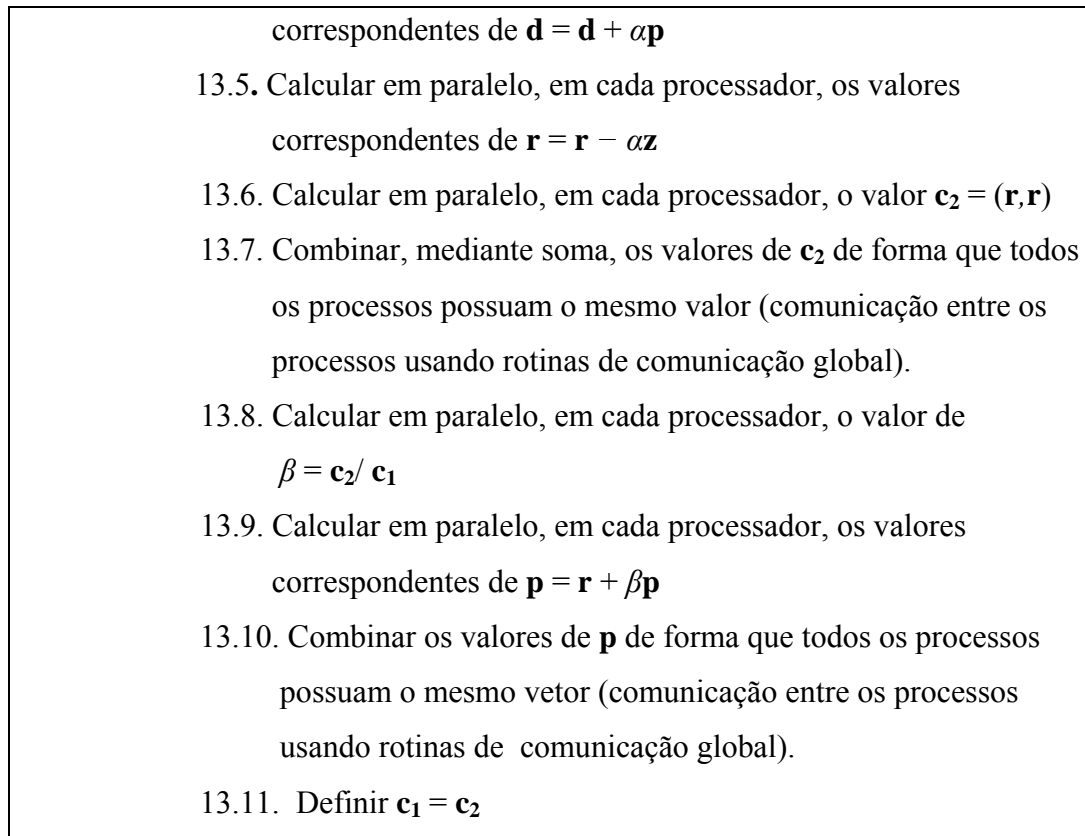 correspondentes de d = d + αp
13.5. Calcular em paralelo, em cada processador, os valores
correspondentes de r = r − αz
13.6. Calcular em paralelo, em cada processador, o valor c₂ = (r,r)
13.7. Combinar, mediante soma, os valores de c₂ de forma que todos
os processos possuam o mesmo valor (comunicação entre os
processos usando rotinas de comunicação global).
13.8. Calcular em paralelo, em cada processador, o valor de
β = c₂/ c₁
13.9. Calcular em paralelo, em cada processador, os valores
correspondentes de p = r + βp
13.10. Combinar os valores de p de forma que todos os processos
possuam o mesmo vetor (comunicação entre os processos
usando rotinas de comunicação global).
13.11. Definir c₁ = c₂